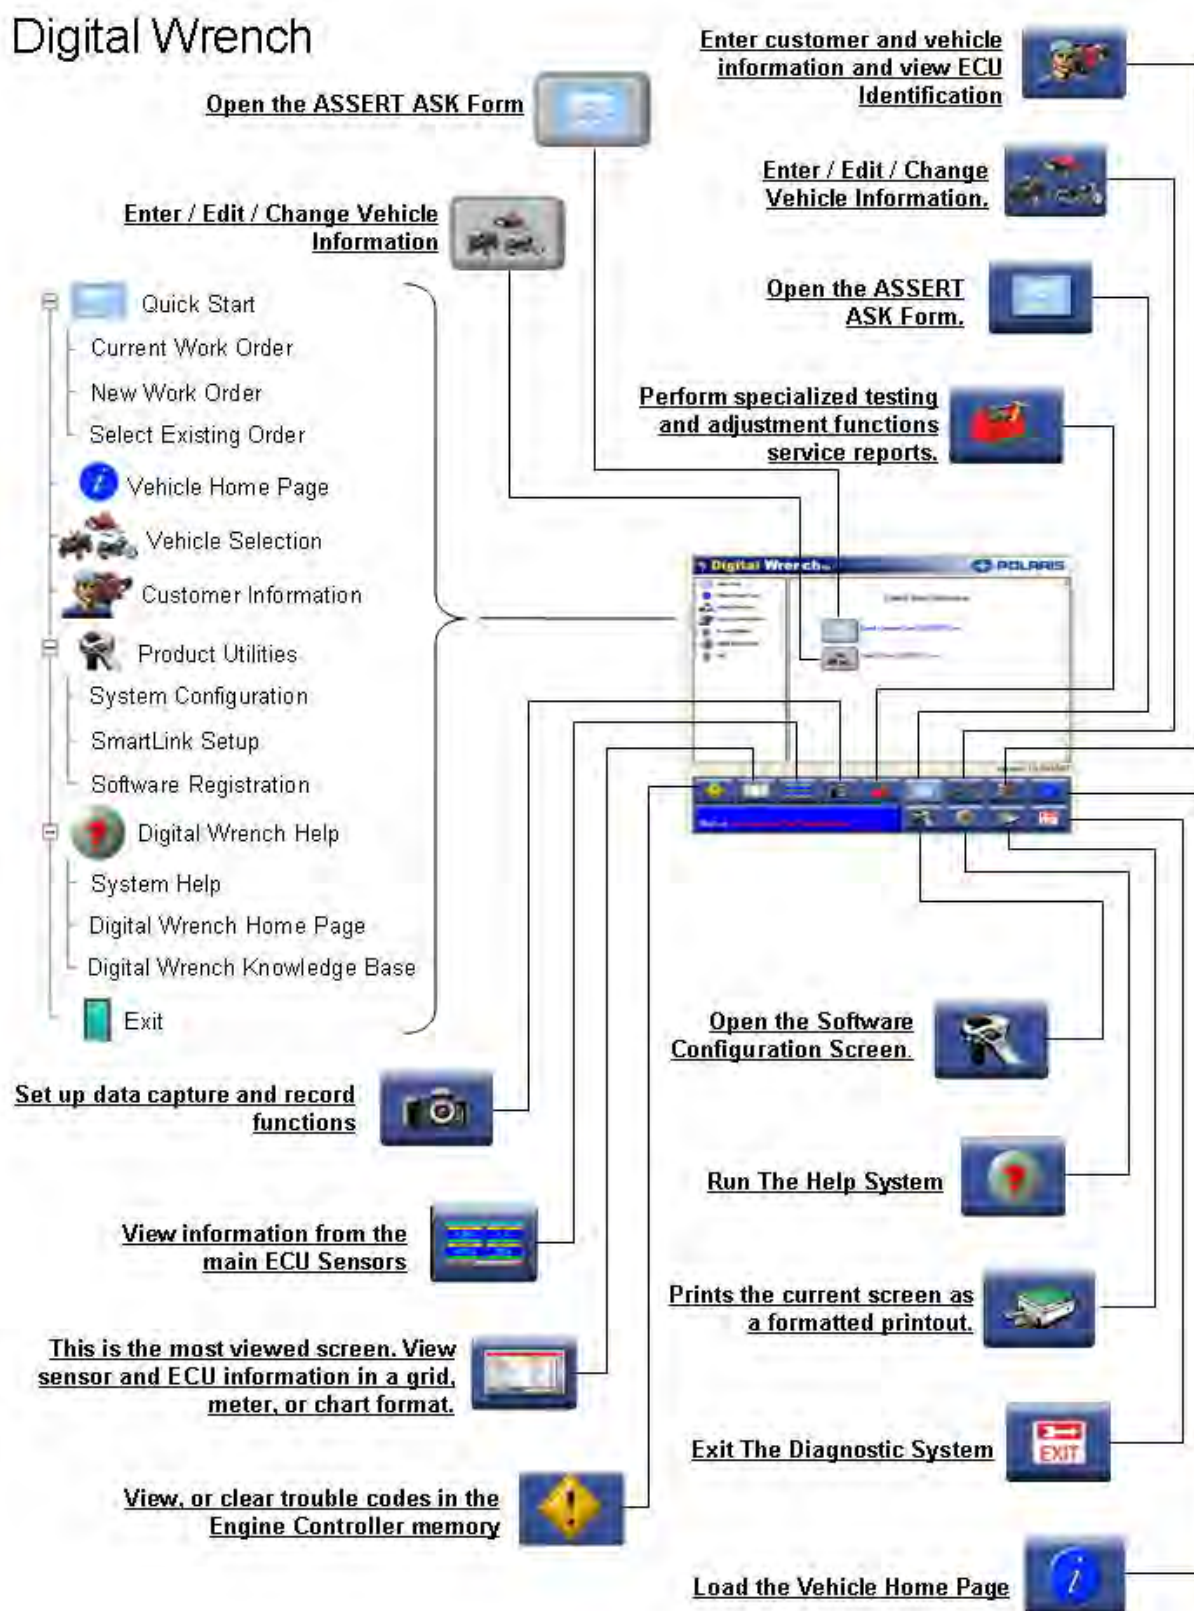 Digital Wrench
Open the ASSERT ASK Form
Enter / Edit / Change Vehicle
Information
Quick Start
Current Work Order
New Work Order
Select Existing Order
Vehicle Home Page
Vehicle Selection
Customer Information
Product Utilities
System Configuration
SmartLink Setup
Software Registration
Digital Wrench Help
System Help
Digital Wrench Home Page
Digital Wrench Knowledge Base
Exit
Set up data capture and record
functions
View information from the
main ECU Sensors
This is the most viewed screen. View
sensor and ECU information in a grid,
meter, or chart format.
View, or clear trouble codes in the
Engine Controller memory
Enter customer and vehicle
information and view ECU
Identification
Enter / Edit / Change
Vehicle Information.
Open the ASSERT
ASK Form.
Perform specialized testing
and adjustment functions
service reports.
Digital Wrench
POLARIS
Open the Software
Configuration Screen.
Run The Help System
Prints the current screen as
a formatted printout.
Exit The Diagnostic System
EXIT
Load the Vehicle Home Page